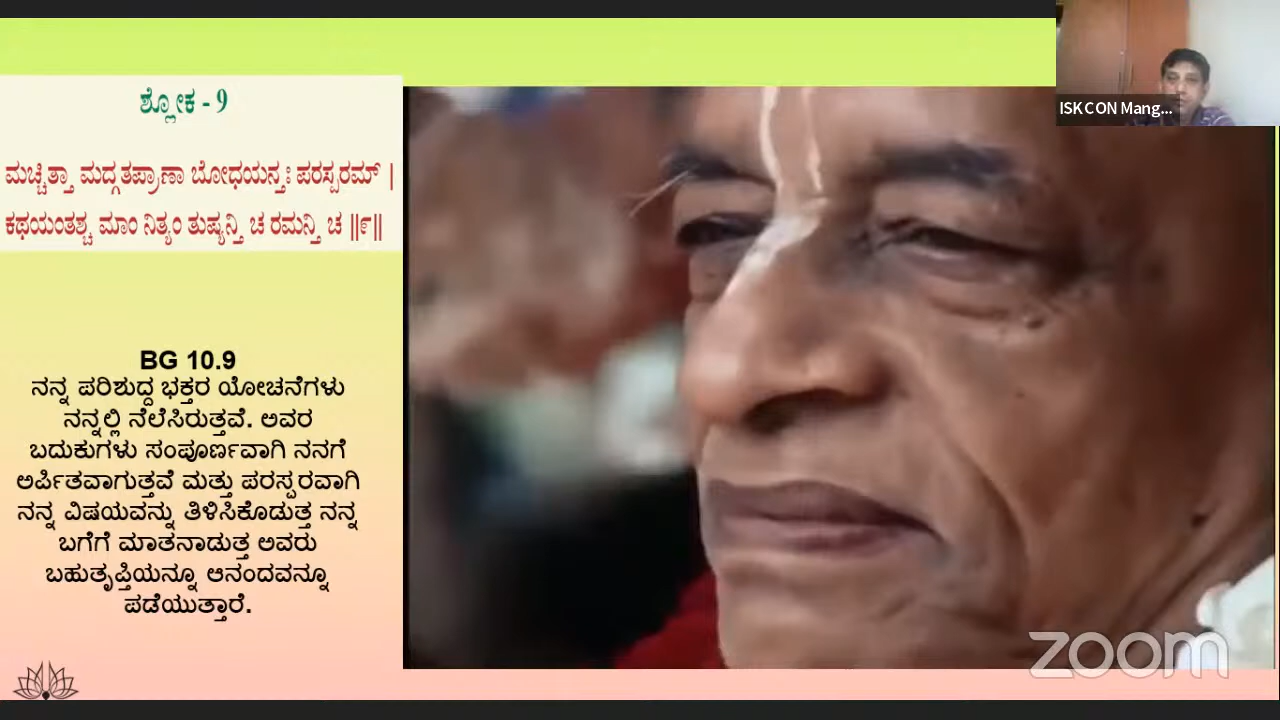 ಶ್ಲೋಕ - 9
ಮಚ್ಚಿತ್ತಾ ಮದ್ಗತಪ್ರಾಣಾ ಬೋಧಯನ್ತಃ ಪರಸ್ಪರಮ್ |
ಕಥಯಂತಶ್ಚ ಮಾಂ ನಿತ್ಯಂ ತುಷ್ಯನ್ತಿ ಚ ರಮನ್ತಿ ಚ ||೯||
BG 10.9
ನನ್ನ ಪರಿಶುದ್ಧ ಭಕ್ತರ ಯೋಚನೆಗಳು
ನನ್ನಲ್ಲಿ ನೆಲೆಸಿರುತ್ತವೆ. ಅವರ
ಬದುಕುಗಳು ಸಂಪೂರ್ಣವಾಗಿ ನನಗೆ
ಅರ್ಪಿತವಾಗುತ್ತವೆ ಮತ್ತು ಪರಸ್ಪರವಾಗಿ
ನನ್ನ ವಿಷಯವನ್ನು ತಿಳಿಸಿಕೊಡುತ್ತ ನನ್ನ
ಬಗೆಗೆ ಮಾತನಾಡುತ್ತ ಅವರು
ಬಹುತೃಪ್ತಿಯನ್ನೂ ಆನಂದವನ್ನೂ
ಪಡೆಯುತ್ತಾರೆ.
ISKCON Mang...
zoom